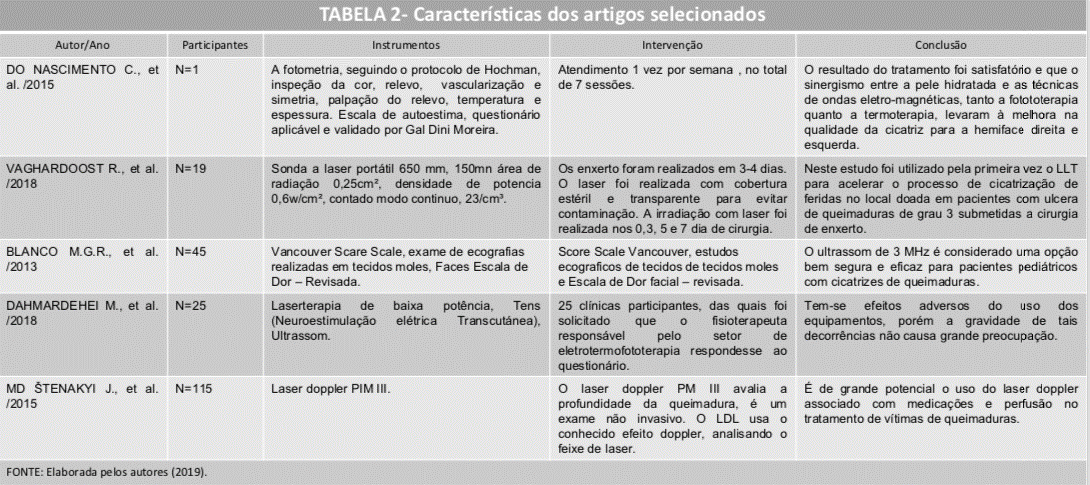 TABELA 2- Características dos artigos selecionados
Autor/Ano
Participantes
Instrumentos
Intervenção
Conclusão
DO NASCIMENTO C., et
al. /2015
N=1
A fotometria, seguindo o protocolo de Hochman,
inspeção da cor, relevo, vascularização e
simetria, palpação do relevo, temperatura e
espessura. Escala de autoestima, questionário
aplicável e validado por Gal Dini Moreira.
Atendimento 1 vez por semana , no total
de 7 sessões.
O resultado do tratamento foi satisfatório e que o
sinergismo entre a pele hidratada e as técnicas
de ondas eletro-magnéticas, tanto a fotototerapia
quanto a termoterapia, levaram à melhora na
qualidade da cicatriz para a hemiface direita e
esquerda.
VAGHARDOOST R., et al.
/2018
N=19
Sonda a laser portátil 650 mm, 150mn área de
radiação 0,25cm², densidade de potencia
0,6w/cm², contado modo continuo, 23/cm³.
Os enxerto foram realizados em 3-4 dias.
O laser foi realizada com cobertura
estéril e transparente para evitar
contaminação. A irradiação com laser foi
realizada nos 0,3, 5 e 7 dia de cirurgia.
Neste estudo foi utilizado pela primeira vez o LLT
para acelerar o processo de cicatrização de
feridas no local doada em pacientes com ulcera
de queimaduras de grau 3 submetidas a cirurgia
de enxerto.
BLANCO M.G.R., et al.
/2013
N=45
Vancouver Scare Scale, exame de ecografias
realizadas em tecidos moles, Faces Escala de
Dor – Revisada.
Score Scale Vancouver, estudos
ecograficos de tecidos de tecidos moles
e Escala de Dor facial – revisada.
O ultrassom de 3 MHz é considerado uma opção
bem segura e eficaz para pacientes pediátricos
com cicatrizes de queimaduras.
DAHMARDEHEI M., et al.
/2018
N=25
Laserterapia de baixa potência, Tens
(Neuroestimulação elétrica Transcutânea),
Ultrassom.
25 clínicas participantes, das quais foi
solicitado que o fisioterapeuta
responsável pelo setor de
eletrotermofototerapia respondesse ao
questionário.
Tem-se efeitos adversos do uso dos
equipamentos, porém a gravidade de tais
decorrências não causa grande preocupação.
MD ŠTENAKYI J., et al.
/2015
N=115
Laser doppler PIM III.
O laser doppler PM III avalia a
profundidade da queimadura, é um
exame não invasivo. O LDL usa o
conhecido efeito doppler, analisando o
feixe de laser.
É de grande potencial o uso do laser doppler
associado com medicações e perfusão no
tratamento de vítimas de queimaduras.
FONTE: Elaborada pelos autores (2019).